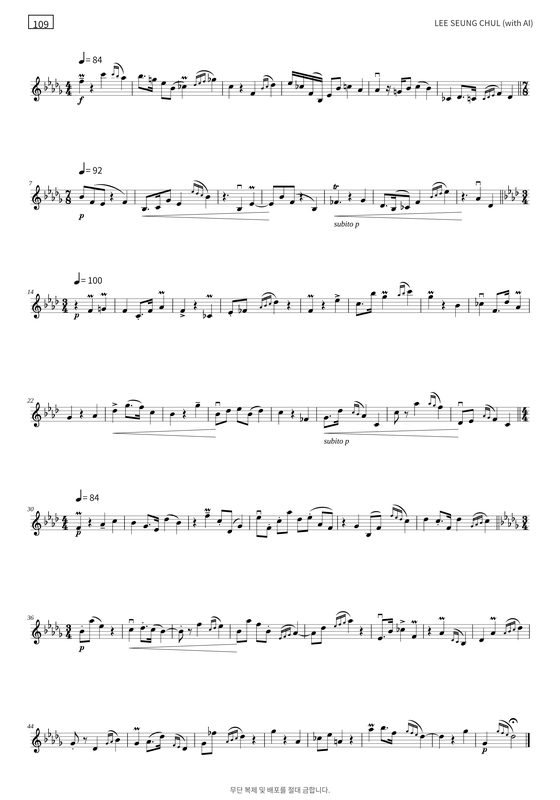 109
LEE SEUNG CHUL (with AI)
= 84
f
7
= 92
p
subito p
14
= 100
p
22
subito p
30
= 84
p
36
p
44
p
무단 복제 및 배포를 절대 금합니다.